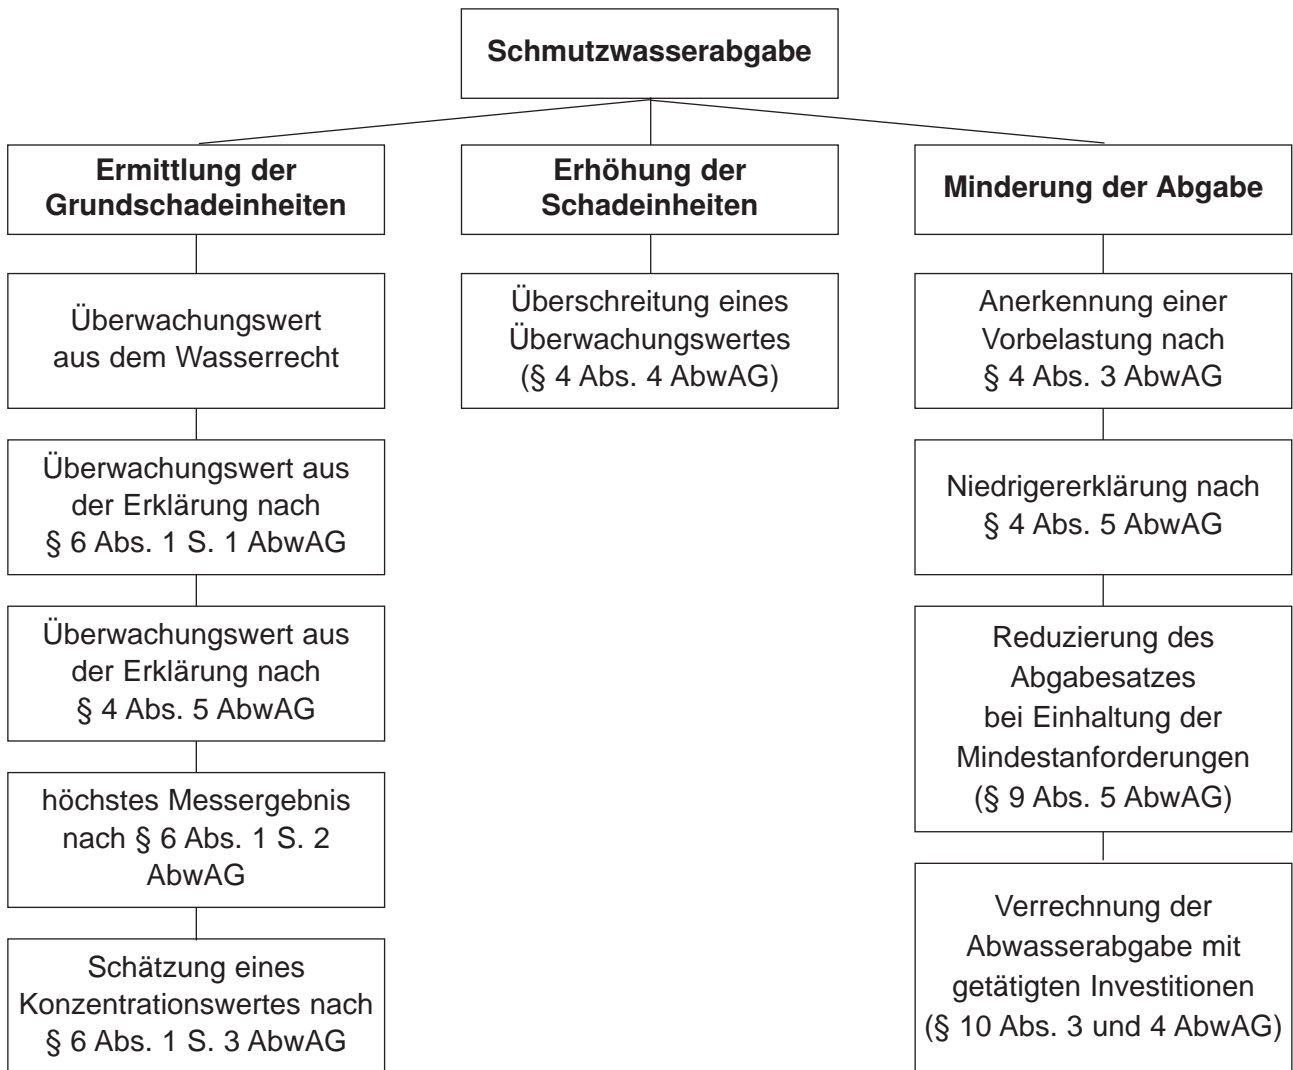 Schmutzwasserabgabe
Ermittlung der
Grundschadeinheiten
Überwachungswert
aus dem Wasserrecht
Überwachungswert aus
der Erklärung nach
§ 6 Abs. 1 S. 1 AbwAG
Überwachungswert aus
der Erklärung nach
§ 4 Abs. 5 AbwAG
höchstes Messergebnis
nach § 6 Abs. 1 S. 2
AbwAG
Schätzung eines
Konzentrationswertes nach
§ 6 Abs. 1 S. 3 AbwAG
Erhöhung der
Schadeinheiten
Überschreitung eines
Überwachungswertes
(§ 4 Abs. 4 AbwAG)
Minderung der Abgabe
Anerkennung einer
Vorbelastung nach
§ 4 Abs. 3 AbwAG
Niedrigererklärung nach
§ 4 Abs. 5 AbwAG
Reduzierung des
Abgabesatzes
bei Einhaltung der
Mindestanforderungen
(§ 9 Abs. 5 AbwAG)
Verrechnung der
Abwasserabgabe mit
getätigten Investitionen
(§ 10 Abs. 3 und 4 AbwAG)